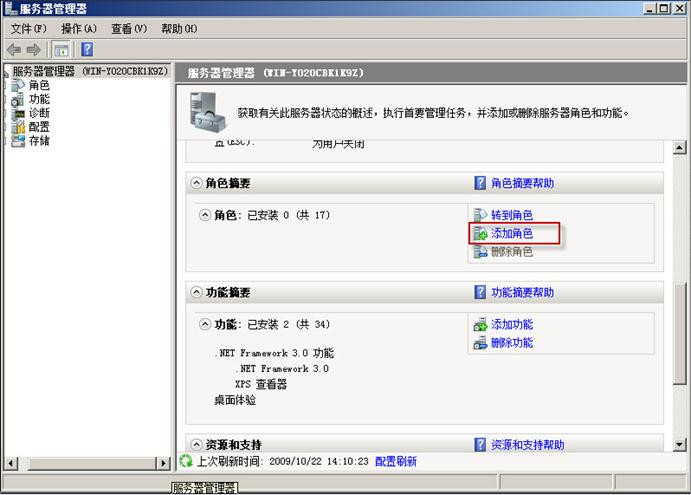 服务器管理器
文件(F) 操作(A) 查看(V) 帮助(H)
服务器管理器 (WIN-YO20CBK1K9Z)
角色
功能
诊断
配置
存储
服务器管理器 (WIN-YO20CBK1K9Z)
获取有关此服务器状态的概述，执行首要管理任务，并添加或删除服务器角色和功能。
置(ESC): 为用户关闭
角色摘要 角色摘要帮助
角色: 已安装 0 (共 17) 转到角色
添加角色
删除角色
功能摘要 功能摘要帮助
功能: 已安装 2 (共 34) 添加功能
删除功能
.NET Framework 3.0 功能
.NET Framework 3.0
XPS 查看器
桌面体验
资源和支持 资源和支持帮助
上次刷新时间: 2009/10/22 14:10:23 配置刷新
服务器管理器